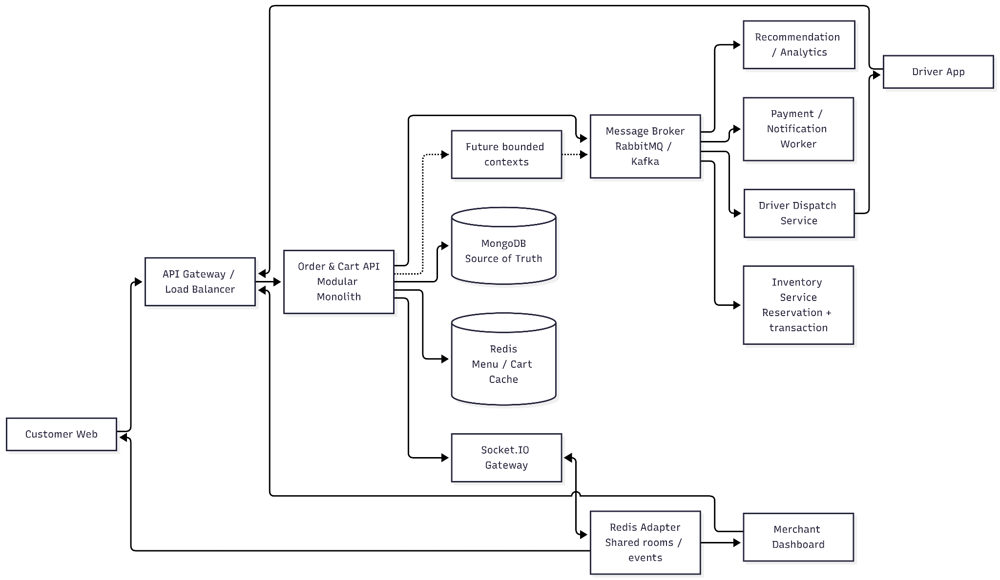 Recommendation
/ Analytics
Driver App
Payment /
Notification
Worker
Message Broker
RabbitMQ /
Kafka
Future bounded
contexts
Driver Dispatch
Service
MongoDB
Source of Truth
API Gateway /
Load Balancer
Order & Cart API
Modular
Monolith
Inventory
Service
Reservation +
transaction
Redis
Menu / Cart
Cache
Customer Web
Socket.IO
Gateway
Redis Adapter
Shared rooms /
events
Merchant
Dashboard